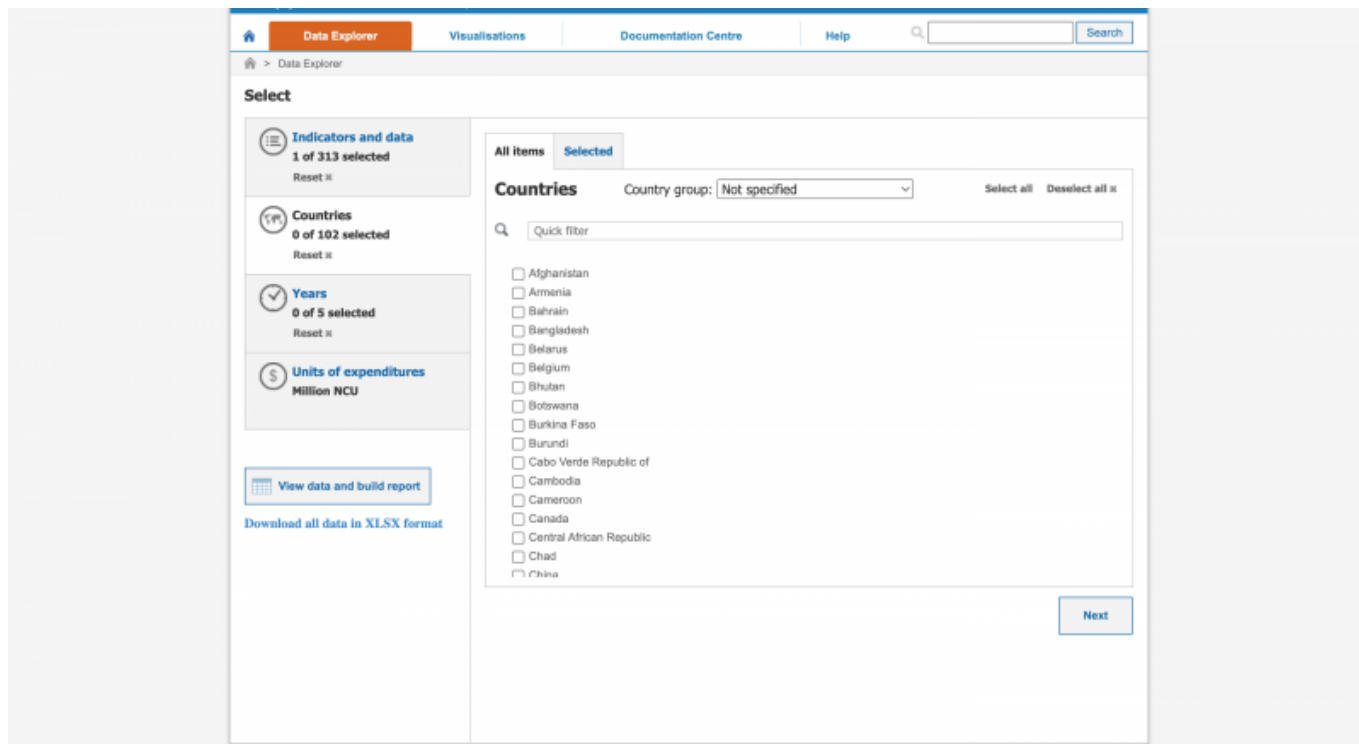 Data Explorer Visualisations Documentation Centre Help Search
> Data Explorer
Select
Indicators and data
1 of 313 selected
Reset
Countries
0 of 102 selected
Reset
Years
0 of 5 selected
Reset
Units of expenditures
Million NCU
View data and build report
Download all data in XLSX format
All items Selected
Countries Country group: Not specified Select all Deselect all
Quick filter
Afghanistan
Armenia
Bahrain
Bangladesh
Belarus
Belgium
Bhutan
Botswana
Burkina Faso
Burundi
Cabo Verde Republic of
Cambodia
Cameroon
Canada
Central African Republic
Chad
China
Next